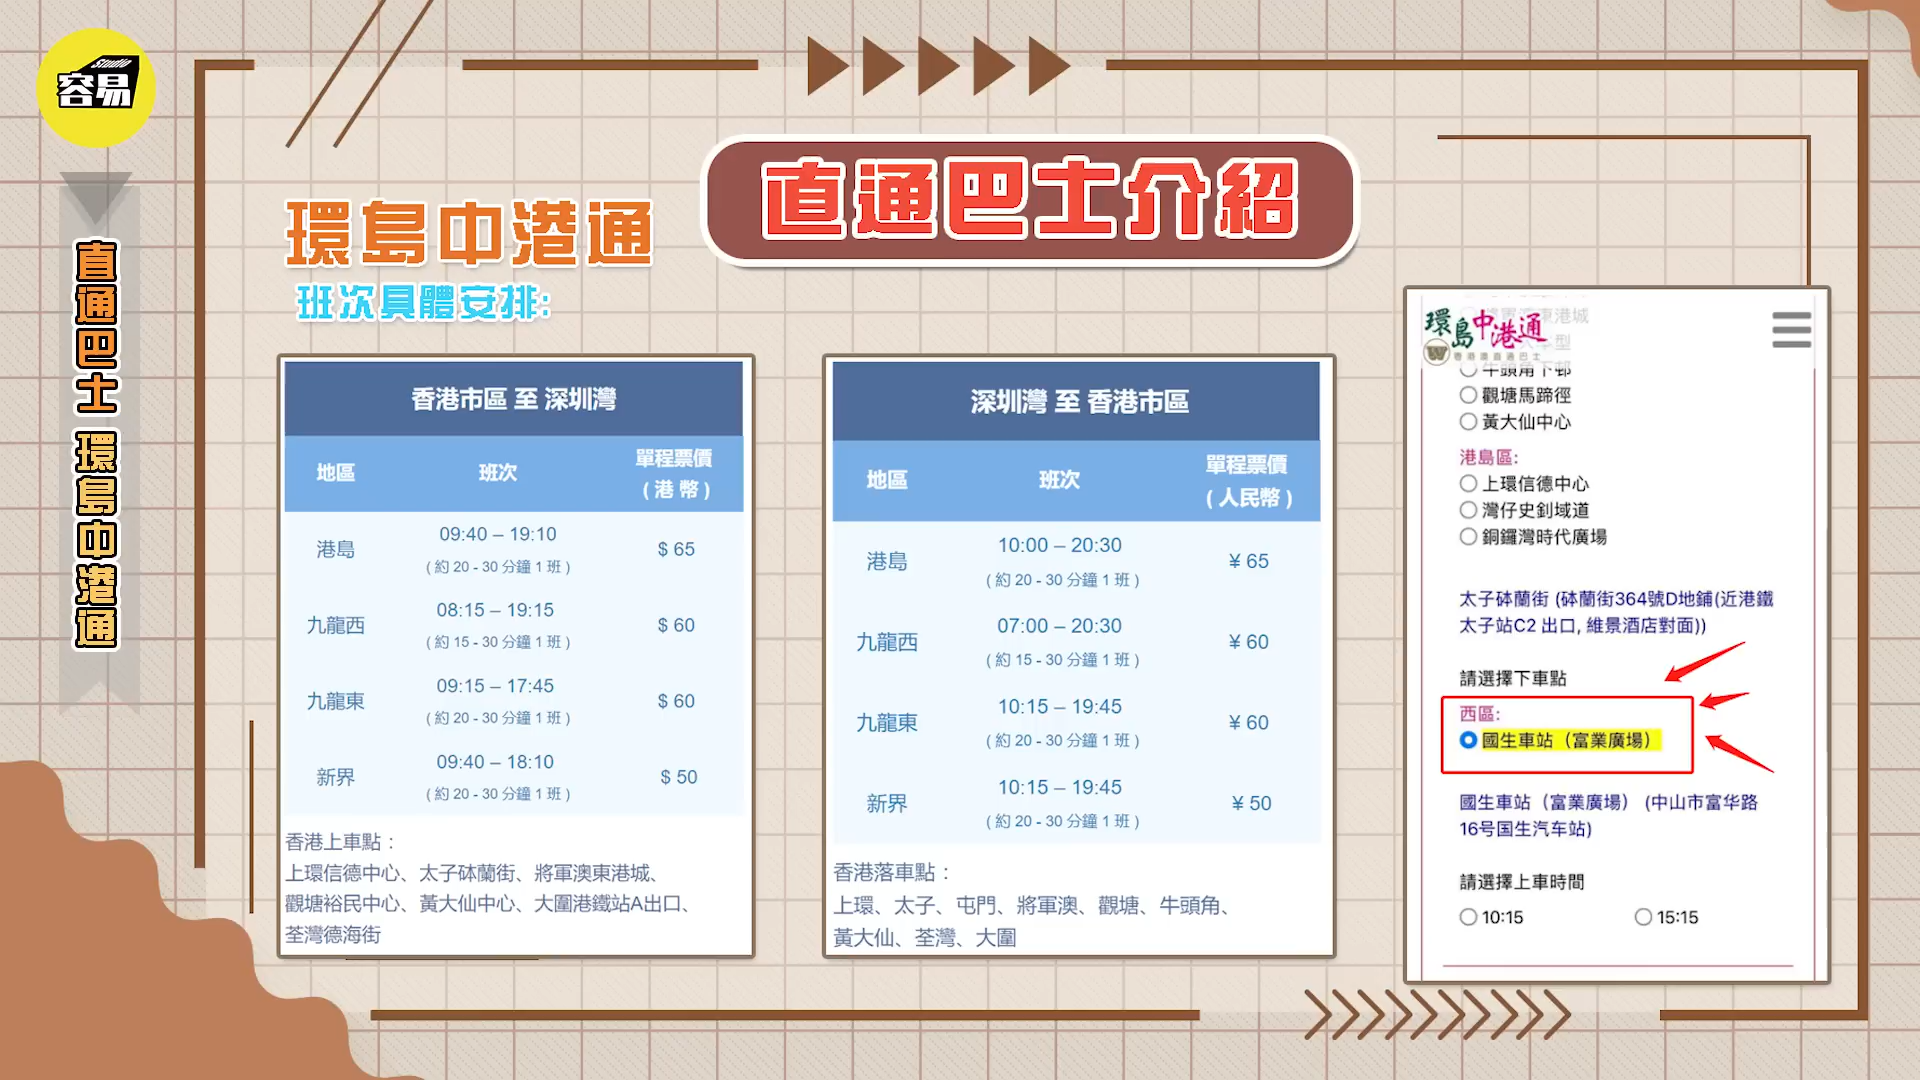 Studio
容易
直通巴士 環島中港通
直通巴士介紹
環島中港通
班次具體安排:
香港市區 至 深圳灣
地區 班次 單程票價
( 港 幣 )
港島 09:40 – 19:10 $ 65
( 約 20 - 30 分鐘 1 班 )
九龍西 08:15 – 19:15 $ 60
( 約 15 - 30 分鐘 1 班 )
九龍東 09:15 – 17:45 $ 60
( 約 20 - 30 分鐘 1 班 )
新界 09:40 – 18:10 $ 50
( 約 20 - 30 分鐘 1 班 )
香港上車點：
上環信德中心、太子砵蘭街、將軍澳東港城、
觀塘裕民中心、黃大仙中心、大圍港鐵站A出口、
荃灣德海街
深圳灣 至 香港市區
地區 班次 單程票價
( 人民幣 )
港島 10:00 – 20:30 ¥ 65
( 約 20 - 30 分鐘 1 班 )
九龍西 07:00 – 20:30 ¥ 60
( 約 15 - 30 分鐘 1 班 )
九龍東 10:15 – 19:45 ¥ 60
( 約 20 - 30 分鐘 1 班 )
新界 10:15 – 19:45 ¥ 50
( 約 20 - 30 分鐘 1 班 )
香港落車點：
上環、太子、屯門、將軍澳、觀塘、牛頭角、
黃大仙、荃灣、大圍
環島中港通
香港環島直通巴士
牛頭角下邨
觀塘馬蹄徑
黃大仙中心
港島區:
上環信德中心
灣仔史釗域道
銅鑼灣時代廣場
太子砵蘭街 (砵蘭街364號D地鋪(近港鐵
太子站C2 出口, 維景酒店對面))
請選擇下車點
西區:
國生車站（富業廣場）
國生車站（富業廣場） (中山市富华路
16号国生汽车站)
請選擇上車時間
10:15 15:15